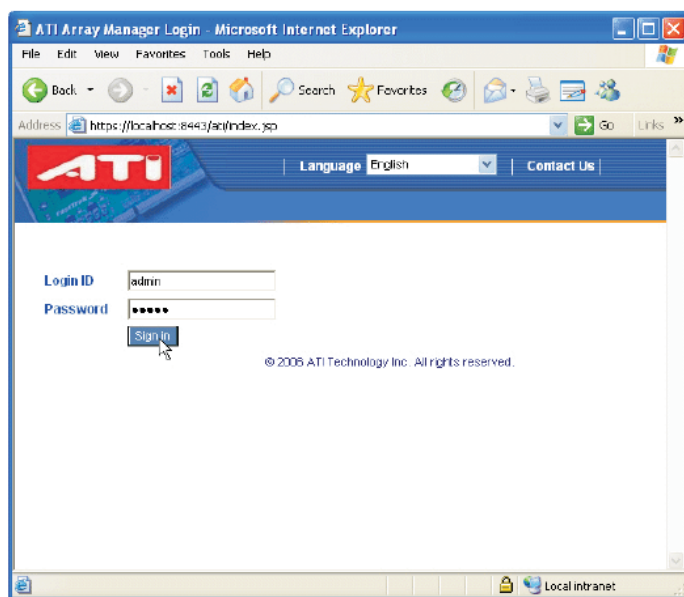 ATI Array Manager Login - Microsoft Internet Explorer
File Edit View Favorites Tools Help
Back Search Favorites
Address https://localhost:8443/ati/index.jsp Go Links »
ATI Language English Contact Us
Login ID admin
Password •••••
Sign in
© 2006 ATI Technology Inc. All rights reserved.
Local intranet